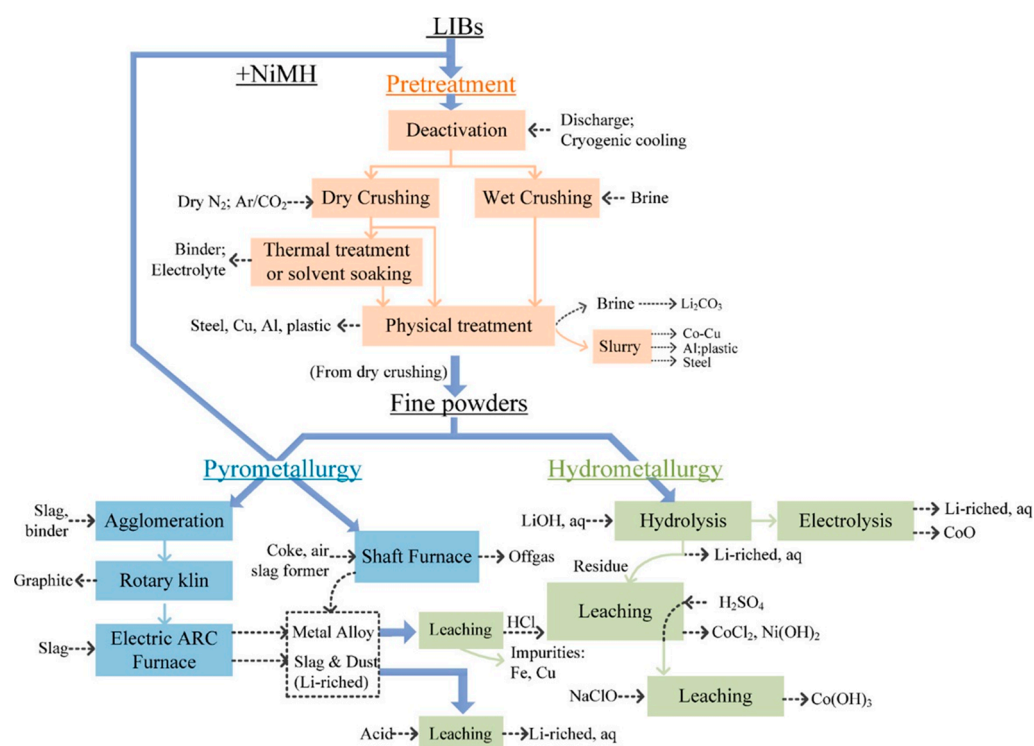 LIBs
+NiMH
Pretreatment
Deactivation
Discharge;
Cryogenic cooling
Dry N₂; Ar/CO₂
Dry Crushing
Wet Crushing
Brine
Binder;
Electrolyte
Thermal treatment
or solvent soaking
Steel, Cu, Al, plastic
Physical treatment
Brine
Li₂CO₃
Slurry
Co-Cu
Al;plastic
Steel
(From dry crushing)
Fine powders
Pyrometallurgy
Hydrometallurgy
Slag,
binder
Agglomeration
Coke, air
slag former
Shaft Furnace
Offgas
LiOH, aq
Hydrolysis
Electrolysis
Li-riched, aq
CoO
Li-riched, aq
Graphite
Rotary klin
Residue
Leaching
H₂SO₄
CoCl₂, Ni(OH)₂
Slag
Electric ARC
Furnace
Metal Alloy
Slag & Dust
(Li-riched)
Leaching
HCl
Impurities:
Fe, Cu
NaClO
Leaching
Co(OH)₃
Acid
Leaching
Li-riched, aq